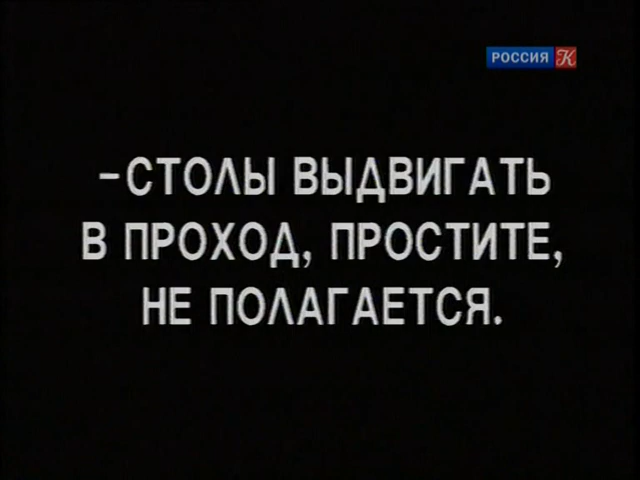 РОССИЯ К
-СТОЛЫ ВЫДВИГАТЬ
В ПРОХОД, ПРОСТИТЕ,
НЕ ПОЛАГАЕТСЯ.